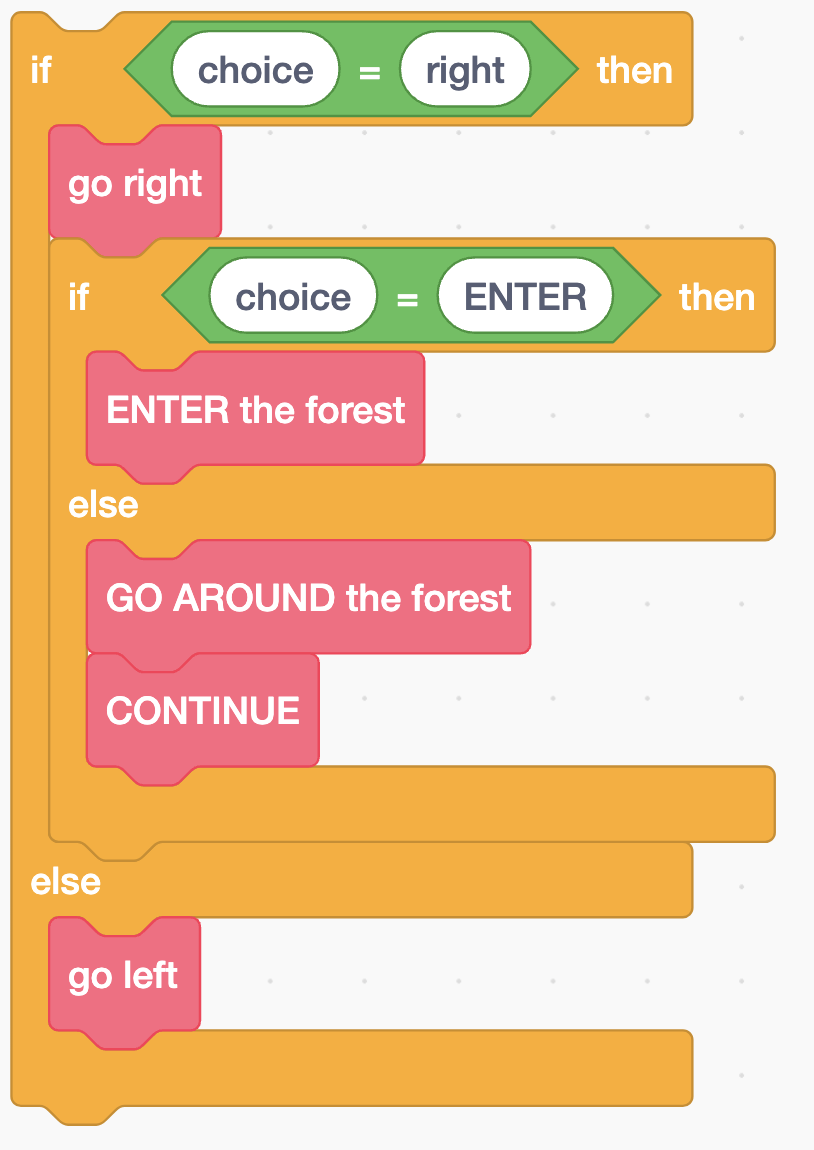 if choice = right then
go right
if choice = ENTER then
ENTER the forest
else
GO AROUND the forest
CONTINUE
else
go left